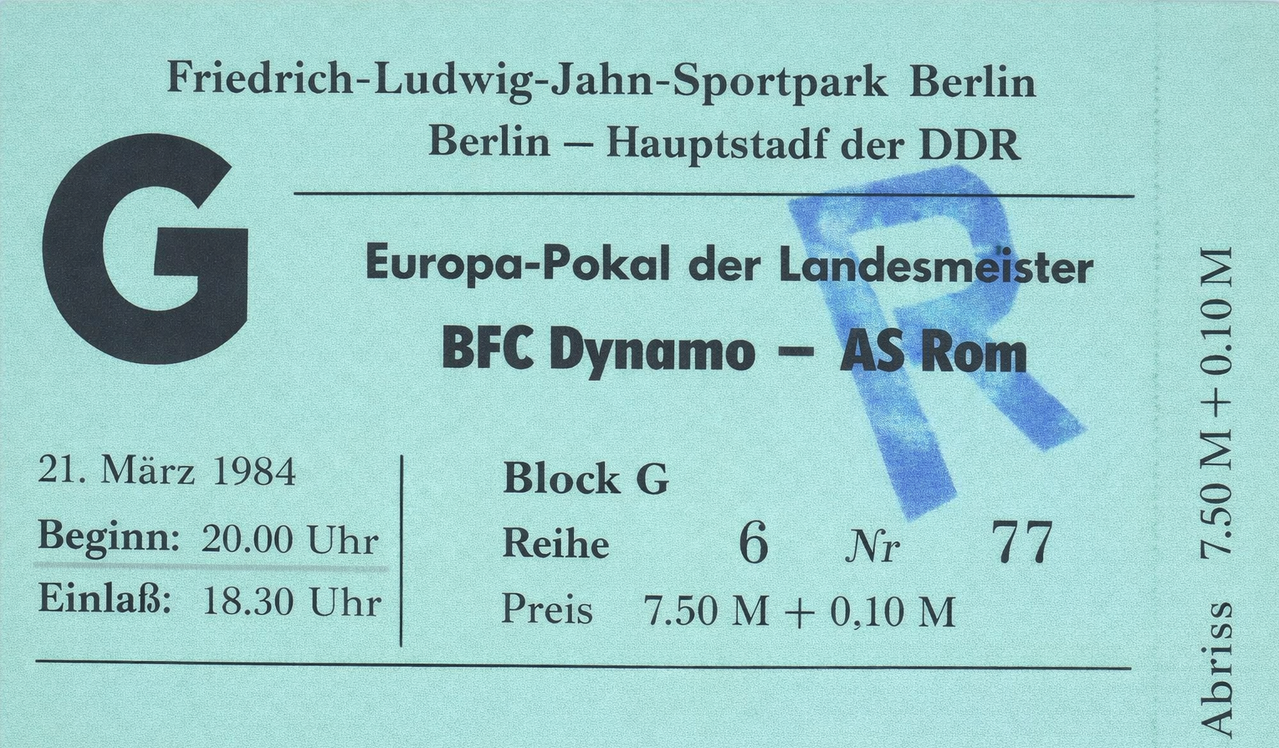 Friedrich-Ludwig-Jahn-Sportpark Berlin
Berlin – Hauptstadf der DDR
G
Europa-Pokal der Landesmeister
BFC Dynamo – AS Rom
R
21. März 1984
Beginn: 20.00 Uhr
Einlaß: 18.30 Uhr
Block G
Reihe 6 Nr 77
Preis 7.50 M + 0,10 M
Abriss 7.50 M + 0.10 M